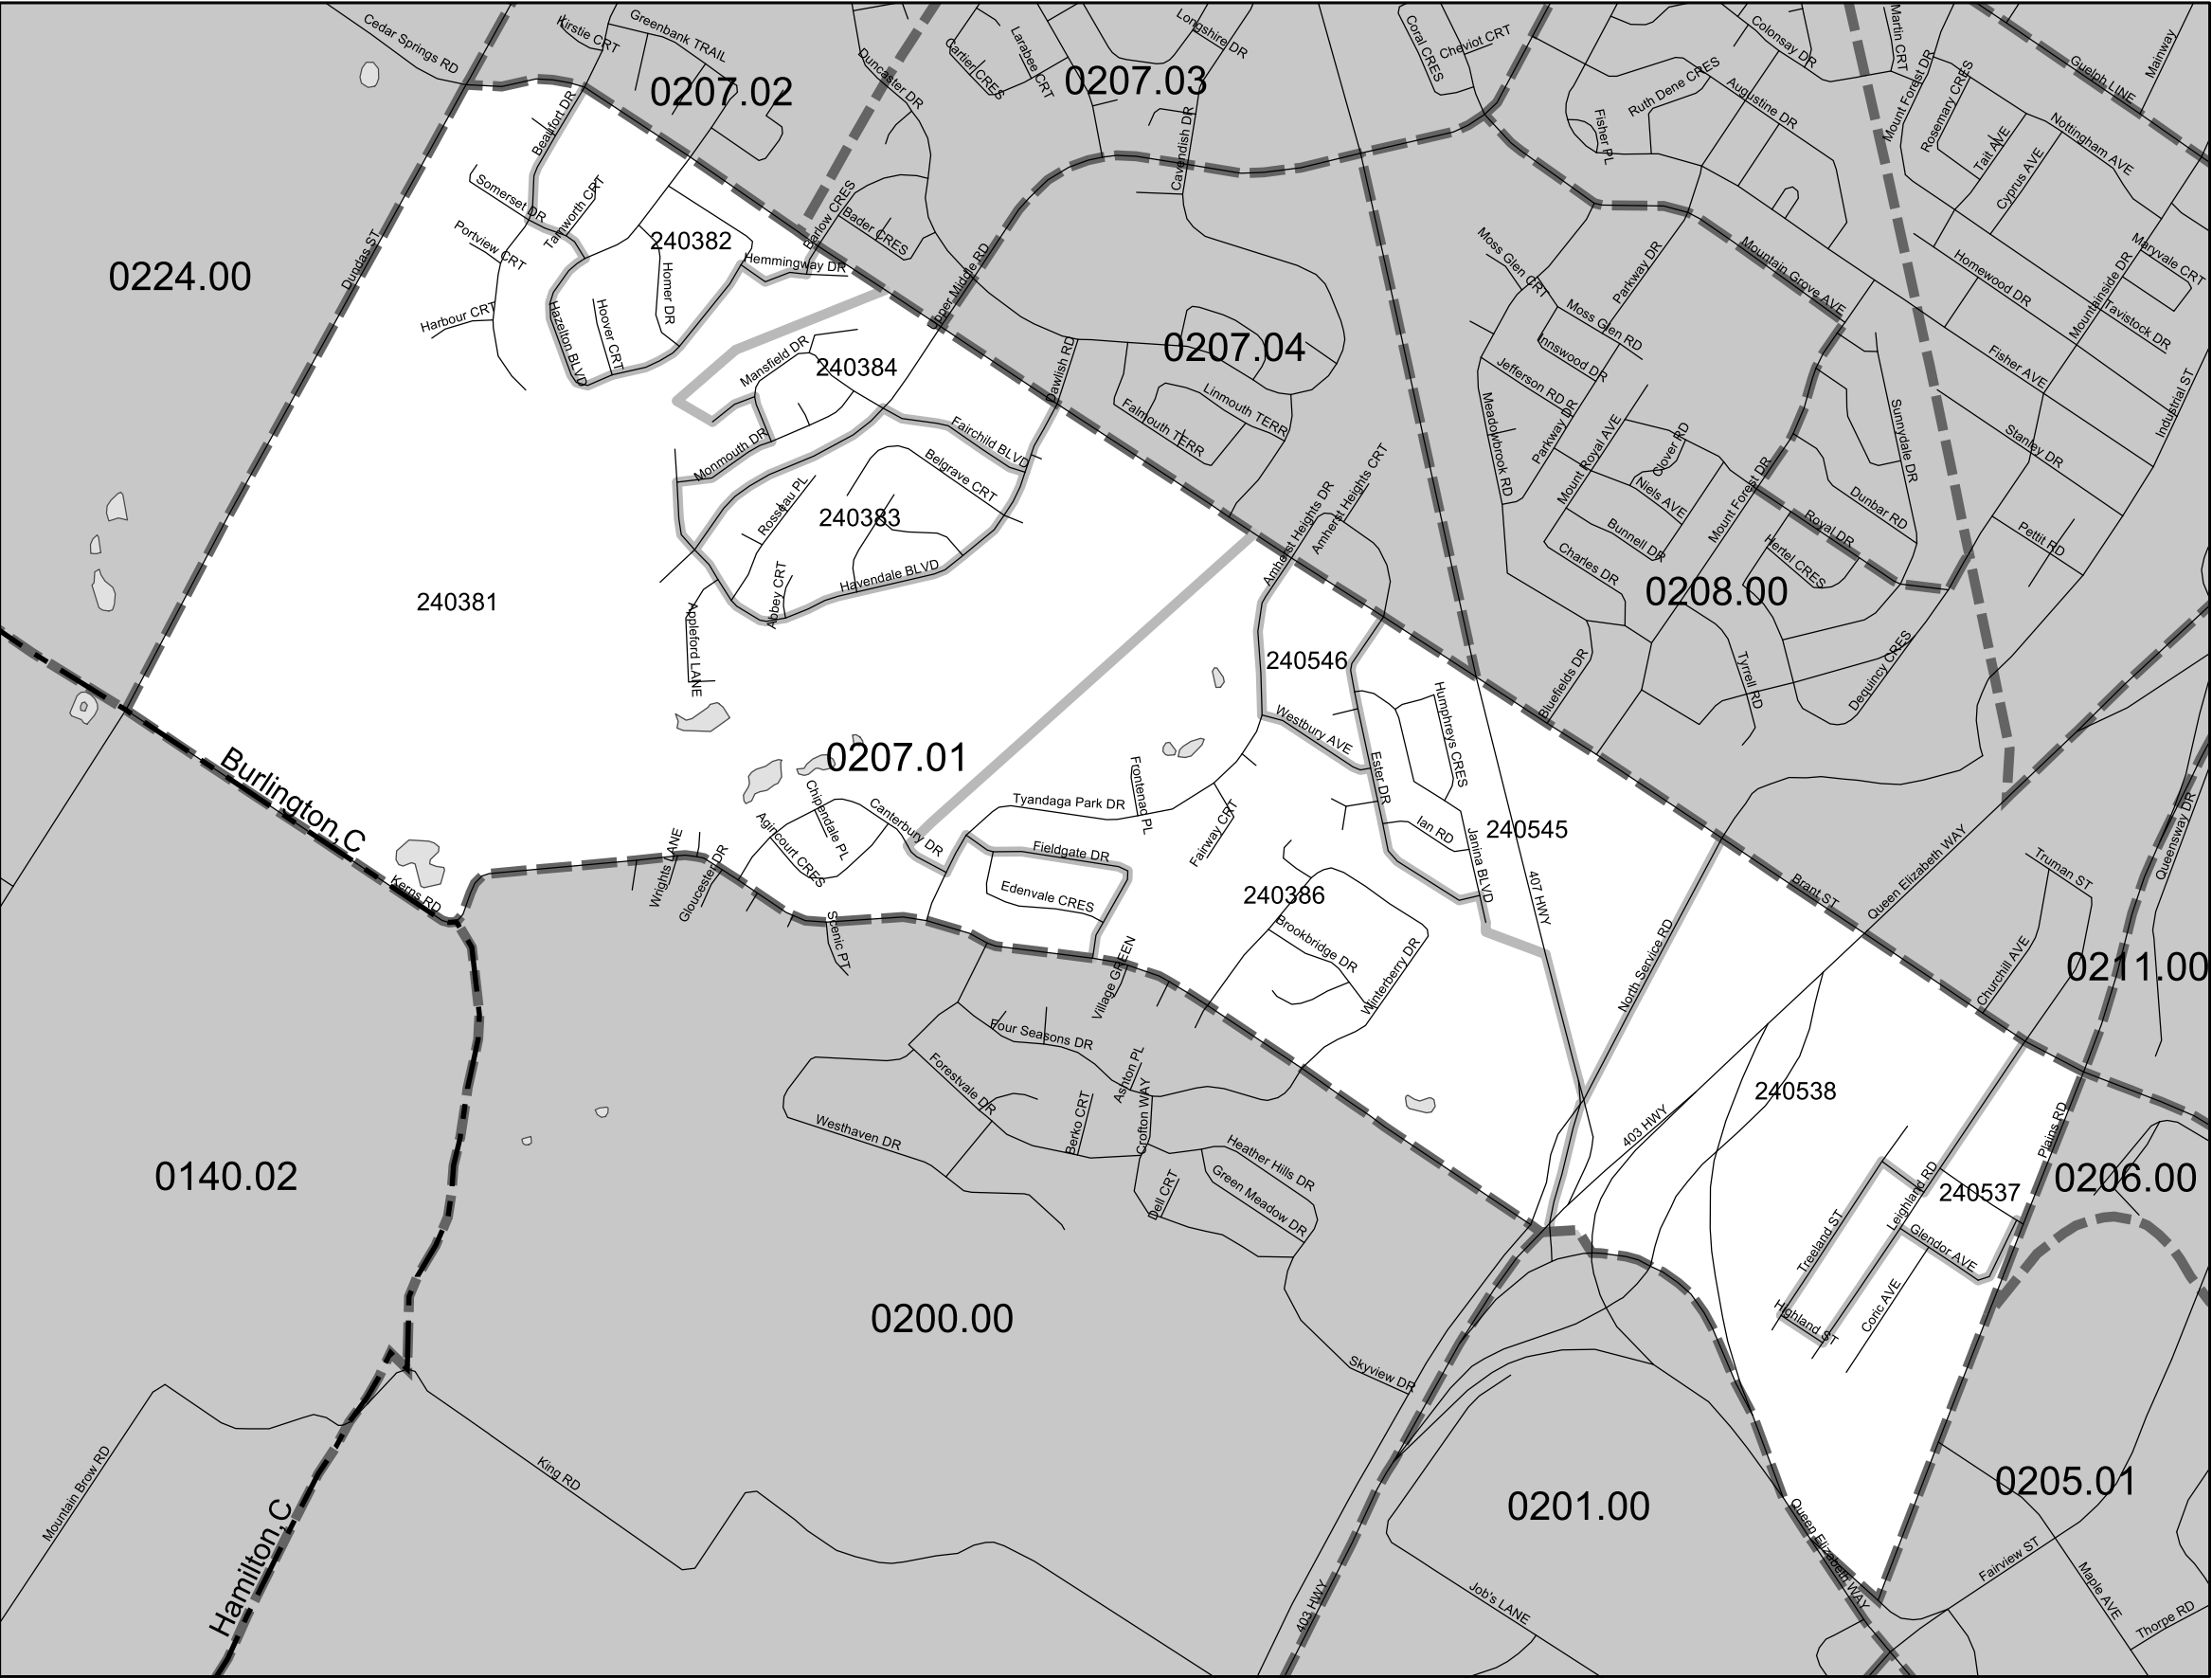 Cedar Springs RD
Kirstie CRT
Greenbank TRAIL
0207.02
Duncaster DR
Cartier CRES
Larabee CRT
Longshire DR
0207.03
Cavendish DR
Coral CRES
Cheviot CRT
Colonsay DR
Martin CRT
Mount Forest DR
Rosemary CRES
Guelph LINE
Mainway
Ruth Dene CRES
Augustine DR
Fisher PL
Tait AVE
Cyprus AVE
Nottingham AVE
Beaufort DR
Somerset DR
Tamworth CRT
Portview CRT
Harbour CRT
0224.00
Dundas ST
240382
Hemmingway DR
Barlow CRES
Bader CRES
Homer DR
Hoover CRT
Hazelton BLVD
Upper Middle RD
Mansfield DR
240384
Monmouth DR
Fairchild BLVD
Belgrave CRT
Rosseau PL
240383
Havendale BLVD
Abbey CRT
Appleford LANE
240381
Dawlish RD
0207.04
Falmouth TERR
Linmouth TERR
Moss Glen CRT
Moss Glen RD
Parkway DR
Innswood DR
Jefferson RD
Parkway DR
Meadowbrook RD
Mount Royal AVE
Clover RD
Niels AVE
Bunnell DR
Charles DR
Mount Forest DR
Mountain Grove AVE
Homewood DR
Mountainside DR
Maryvale CRT
Tavistock DR
Fisher AVE
Industrial ST
Stanley DR
Sunnydale DR
Dunbar RD
Royal DR
Hertel CRES
Pettit RD
0208.00
Bluefields DR
Tyrrell RD
Dequincy CRES
Amherst Heights DR
Amherst Heights CRT
240546
Westbury AVE
Ester DR
Humphreys CRES
Ian RD
Janina BLVD
240545
407 HWY
0207.01
Burlington,C
Kerns RD
Wrights LANE
Gloucester DR
Agincourt CRES
Chipendale PL
Canterbury DR
Scenic PT
Tyandaga Park DR
Frontenac PL
Fairway CRT
Fieldgate DR
Edenvale CRES
Village GREEN
240386
Brookbridge DR
Winterberry DR
North Service RD
Brant ST
Queen Elizabeth WAY
Queensway DR
Truman ST
Churchill AVE
0211.00
Four Seasons DR
Forestvale DR
Ashton PL
Berko CRT
Crofton WAY
Westhaven DR
Dell CRT
Heather Hills DR
Green Meadow DR
Skyview DR
403 HWY
240538
Plains RD
0206.00
240537
Leighland RD
Glendor AVE
Treeland ST
Highland ST
Coric AVE
0140.02
0200.00
Mountain Brow RD
King RD
Hamilton,C
0201.00
0205.01
Queen Elizabeth WAY
403 HWY
Job's LANE
Fairview ST
Maple AVE
Thorpe RD